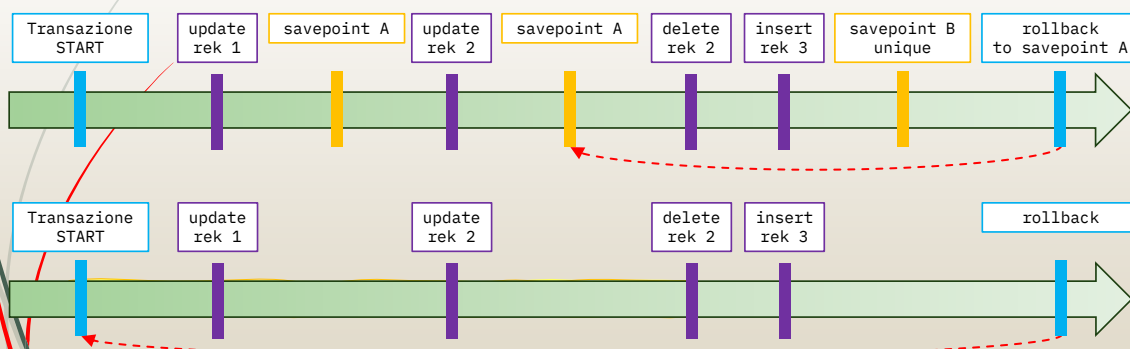 Transazione
START
update
rek 1
savepoint A
update
rek 2
savepoint A
delete
rek 2
insert
rek 3
savepoint B
unique
rollback
to savepoint A
Transazione
START
update
rek 1
update
rek 2
delete
rek 2
insert
rek 3
rollback